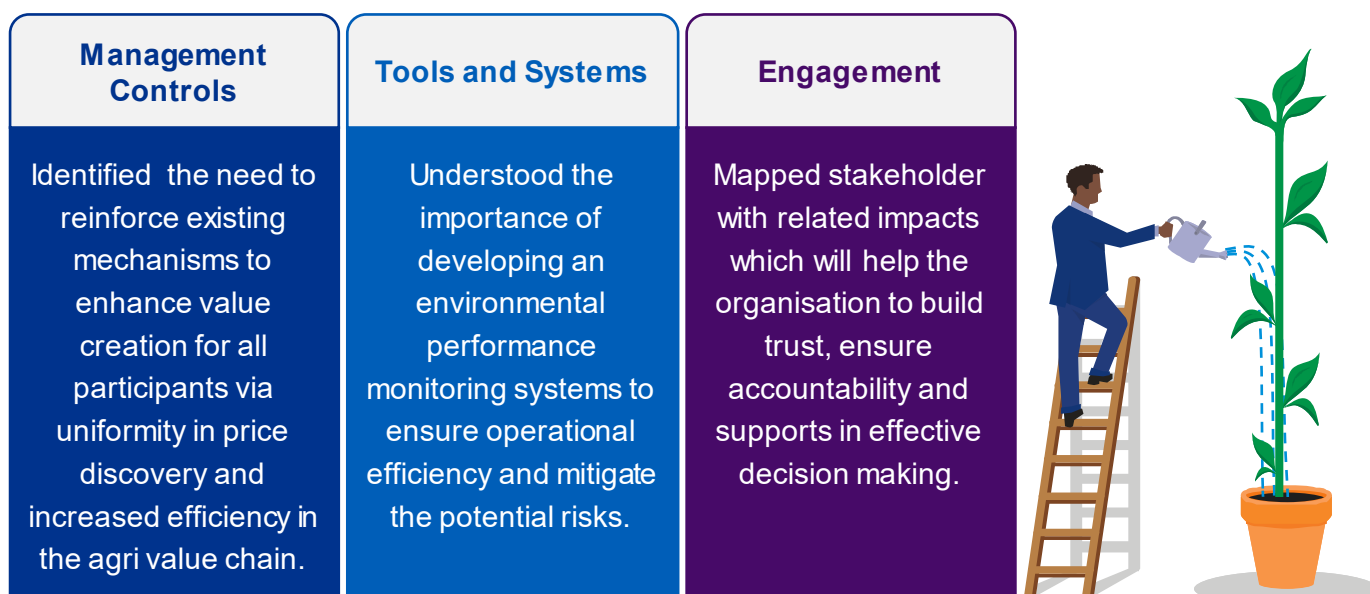 Management
Controls
Identified the need to
reinforce existing
mechanisms to
enhance value
creation for all
participants via
uniformity in price
discovery and
increased efficiency in
the agri value chain.
Tools and Systems
Understood the
importance of
developing an
environmental
performance
monitoring systems to
ensure operational
efficiency and mitigate
the potential risks.
Engagement
Mapped stakeholder
with related impacts
which will help the
organisation to build
trust, ensure
accountability and
supports in effective
decision making.